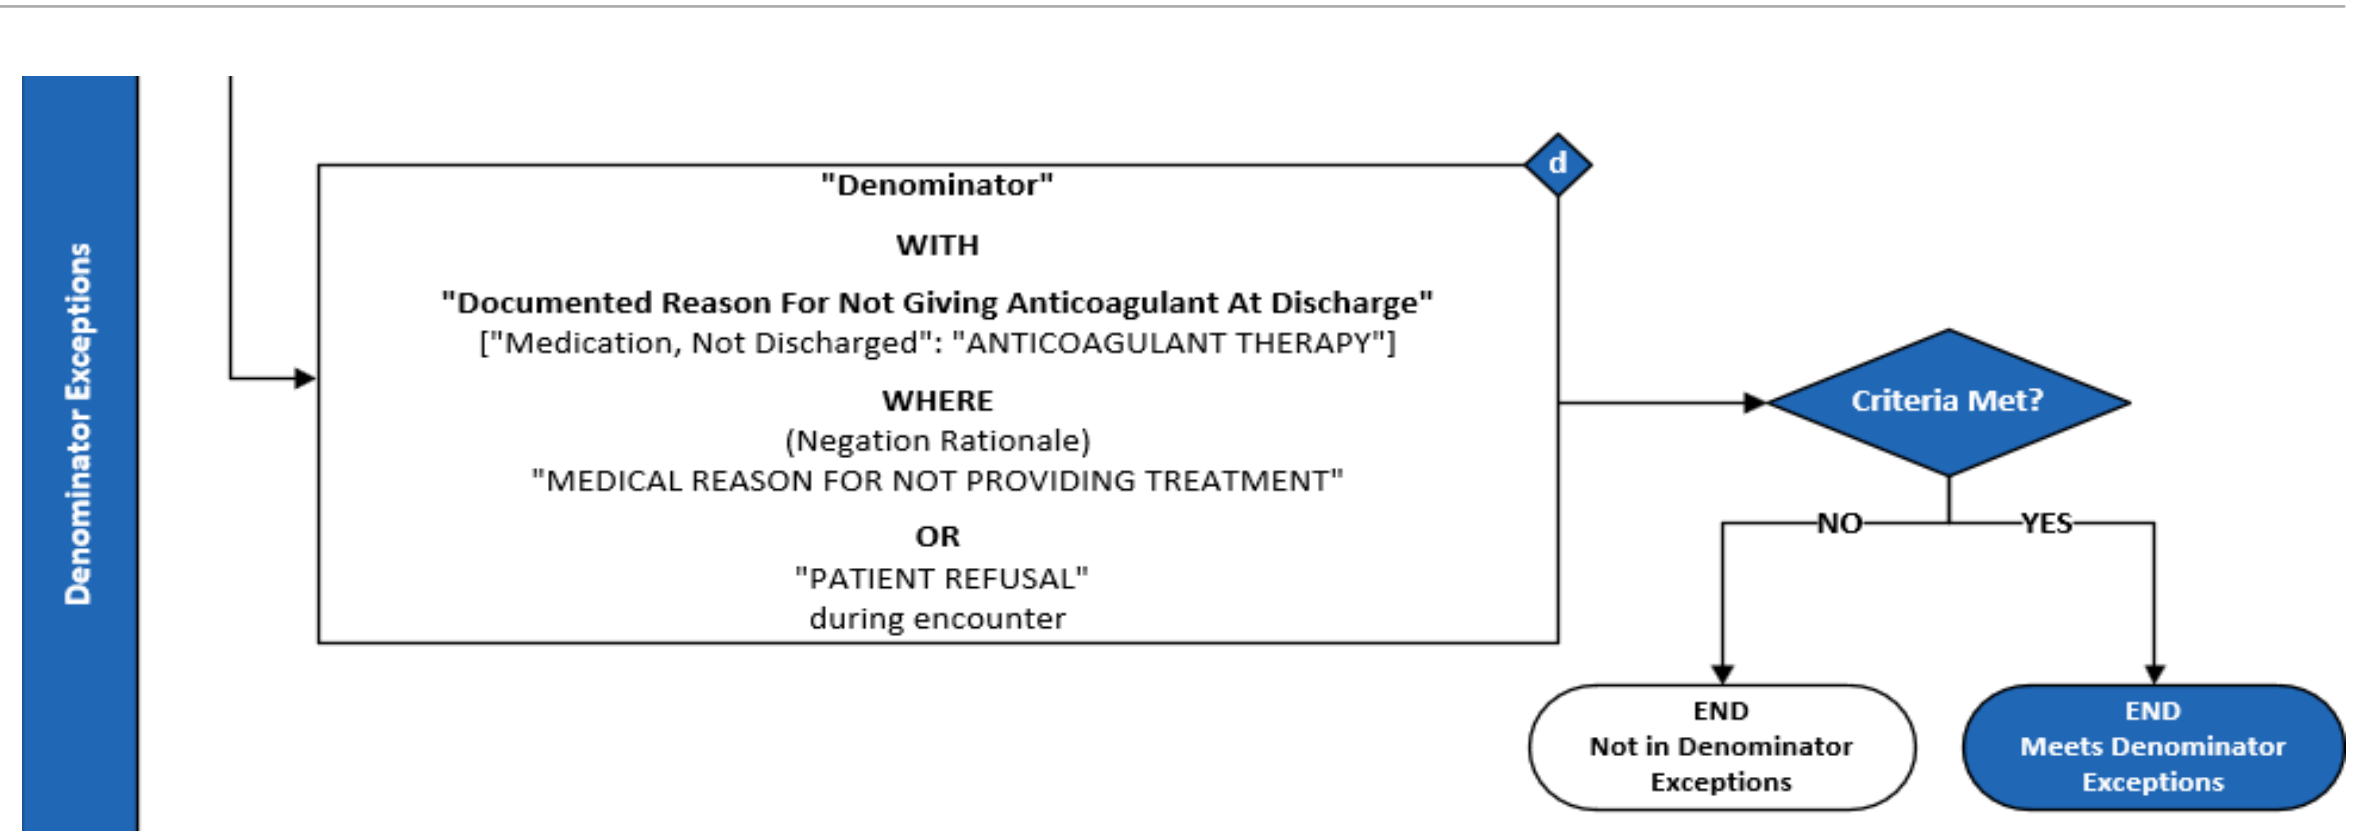 Denominator Exceptions
d
"Denominator"
WITH
"Documented Reason For Not Giving Anticoagulant At Discharge"
["Medication, Not Discharged": "ANTICOAGULANT THERAPY"]
WHERE
(Negation Rationale)
"MEDICAL REASON FOR NOT PROVIDING TREATMENT"
OR
"PATIENT REFUSAL"
during encounter
Criteria Met?
NO
YES
END
Not in Denominator
Exceptions
END
Meets Denominator
Exceptions